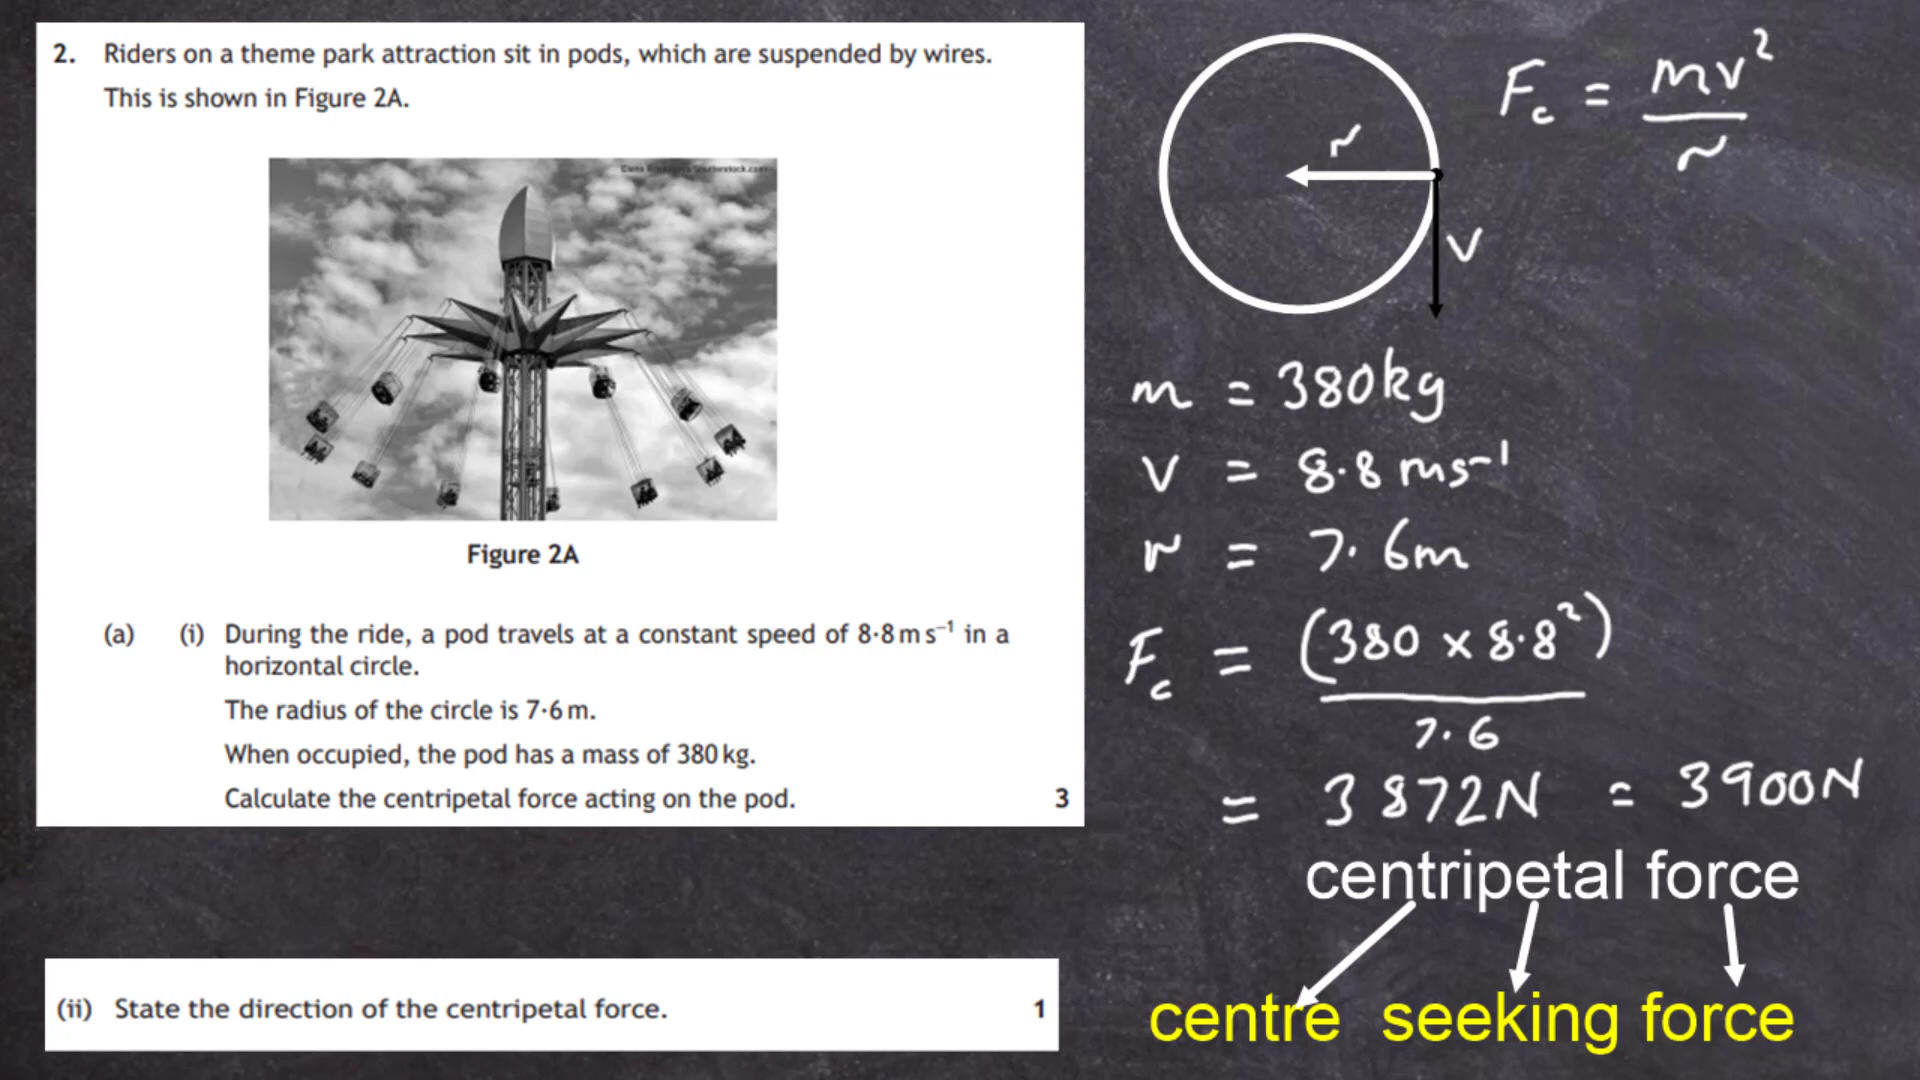 2. Riders on a theme park attraction sit in pods, which are suspended by wires.
This is shown in Figure 2A.
Figure 2A
(a) (i) During the ride, a pod travels at a constant speed of 8·8 m s⁻¹ in a
horizontal circle.
The radius of the circle is 7·6 m.
When occupied, the pod has a mass of 380 kg.
Calculate the centripetal force acting on the pod. 3
(ii) State the direction of the centripetal force. 1
r
v
Fc = mv²
r
m = 380kg
v = 8·8 ms⁻¹
r = 7·6m
Fc = (380 × 8·8²)
7·6
= 3872N = 3900N
centripetal force
centre seeking force